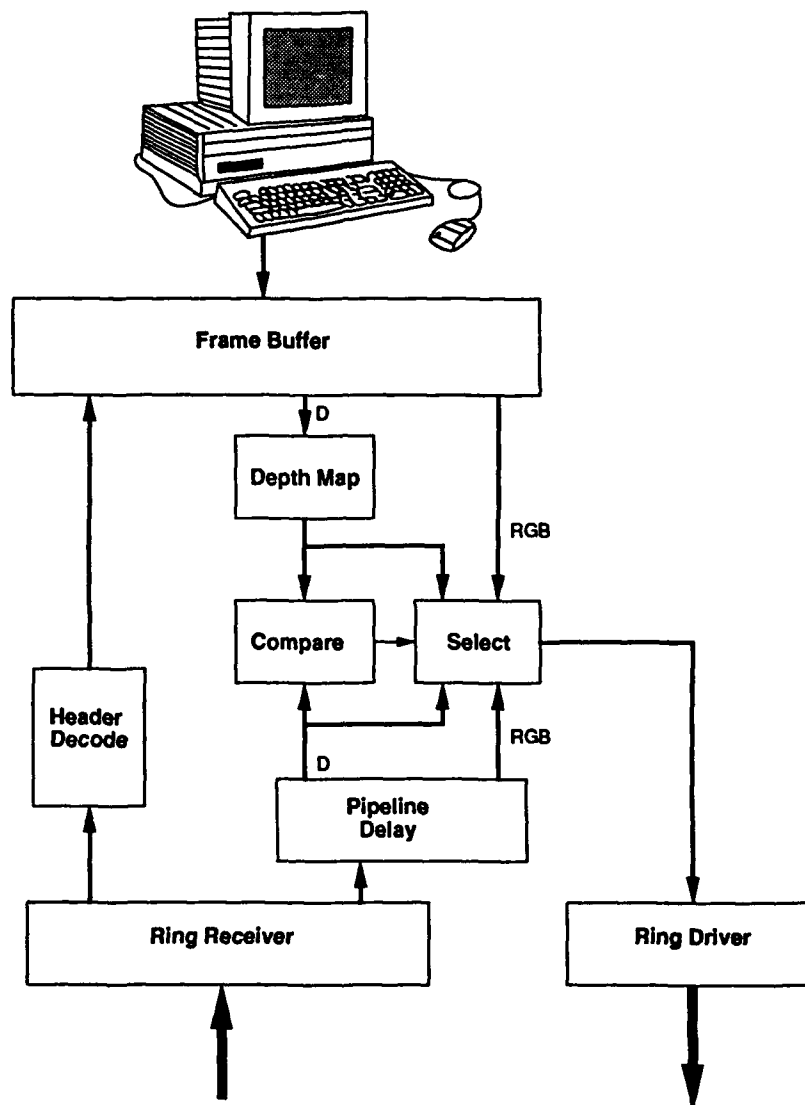 Frame Buffer
D
Depth Map
RGB
Compare
Select
Header
Decode
D
RGB
Pipeline
Delay
Ring Receiver
Ring Driver